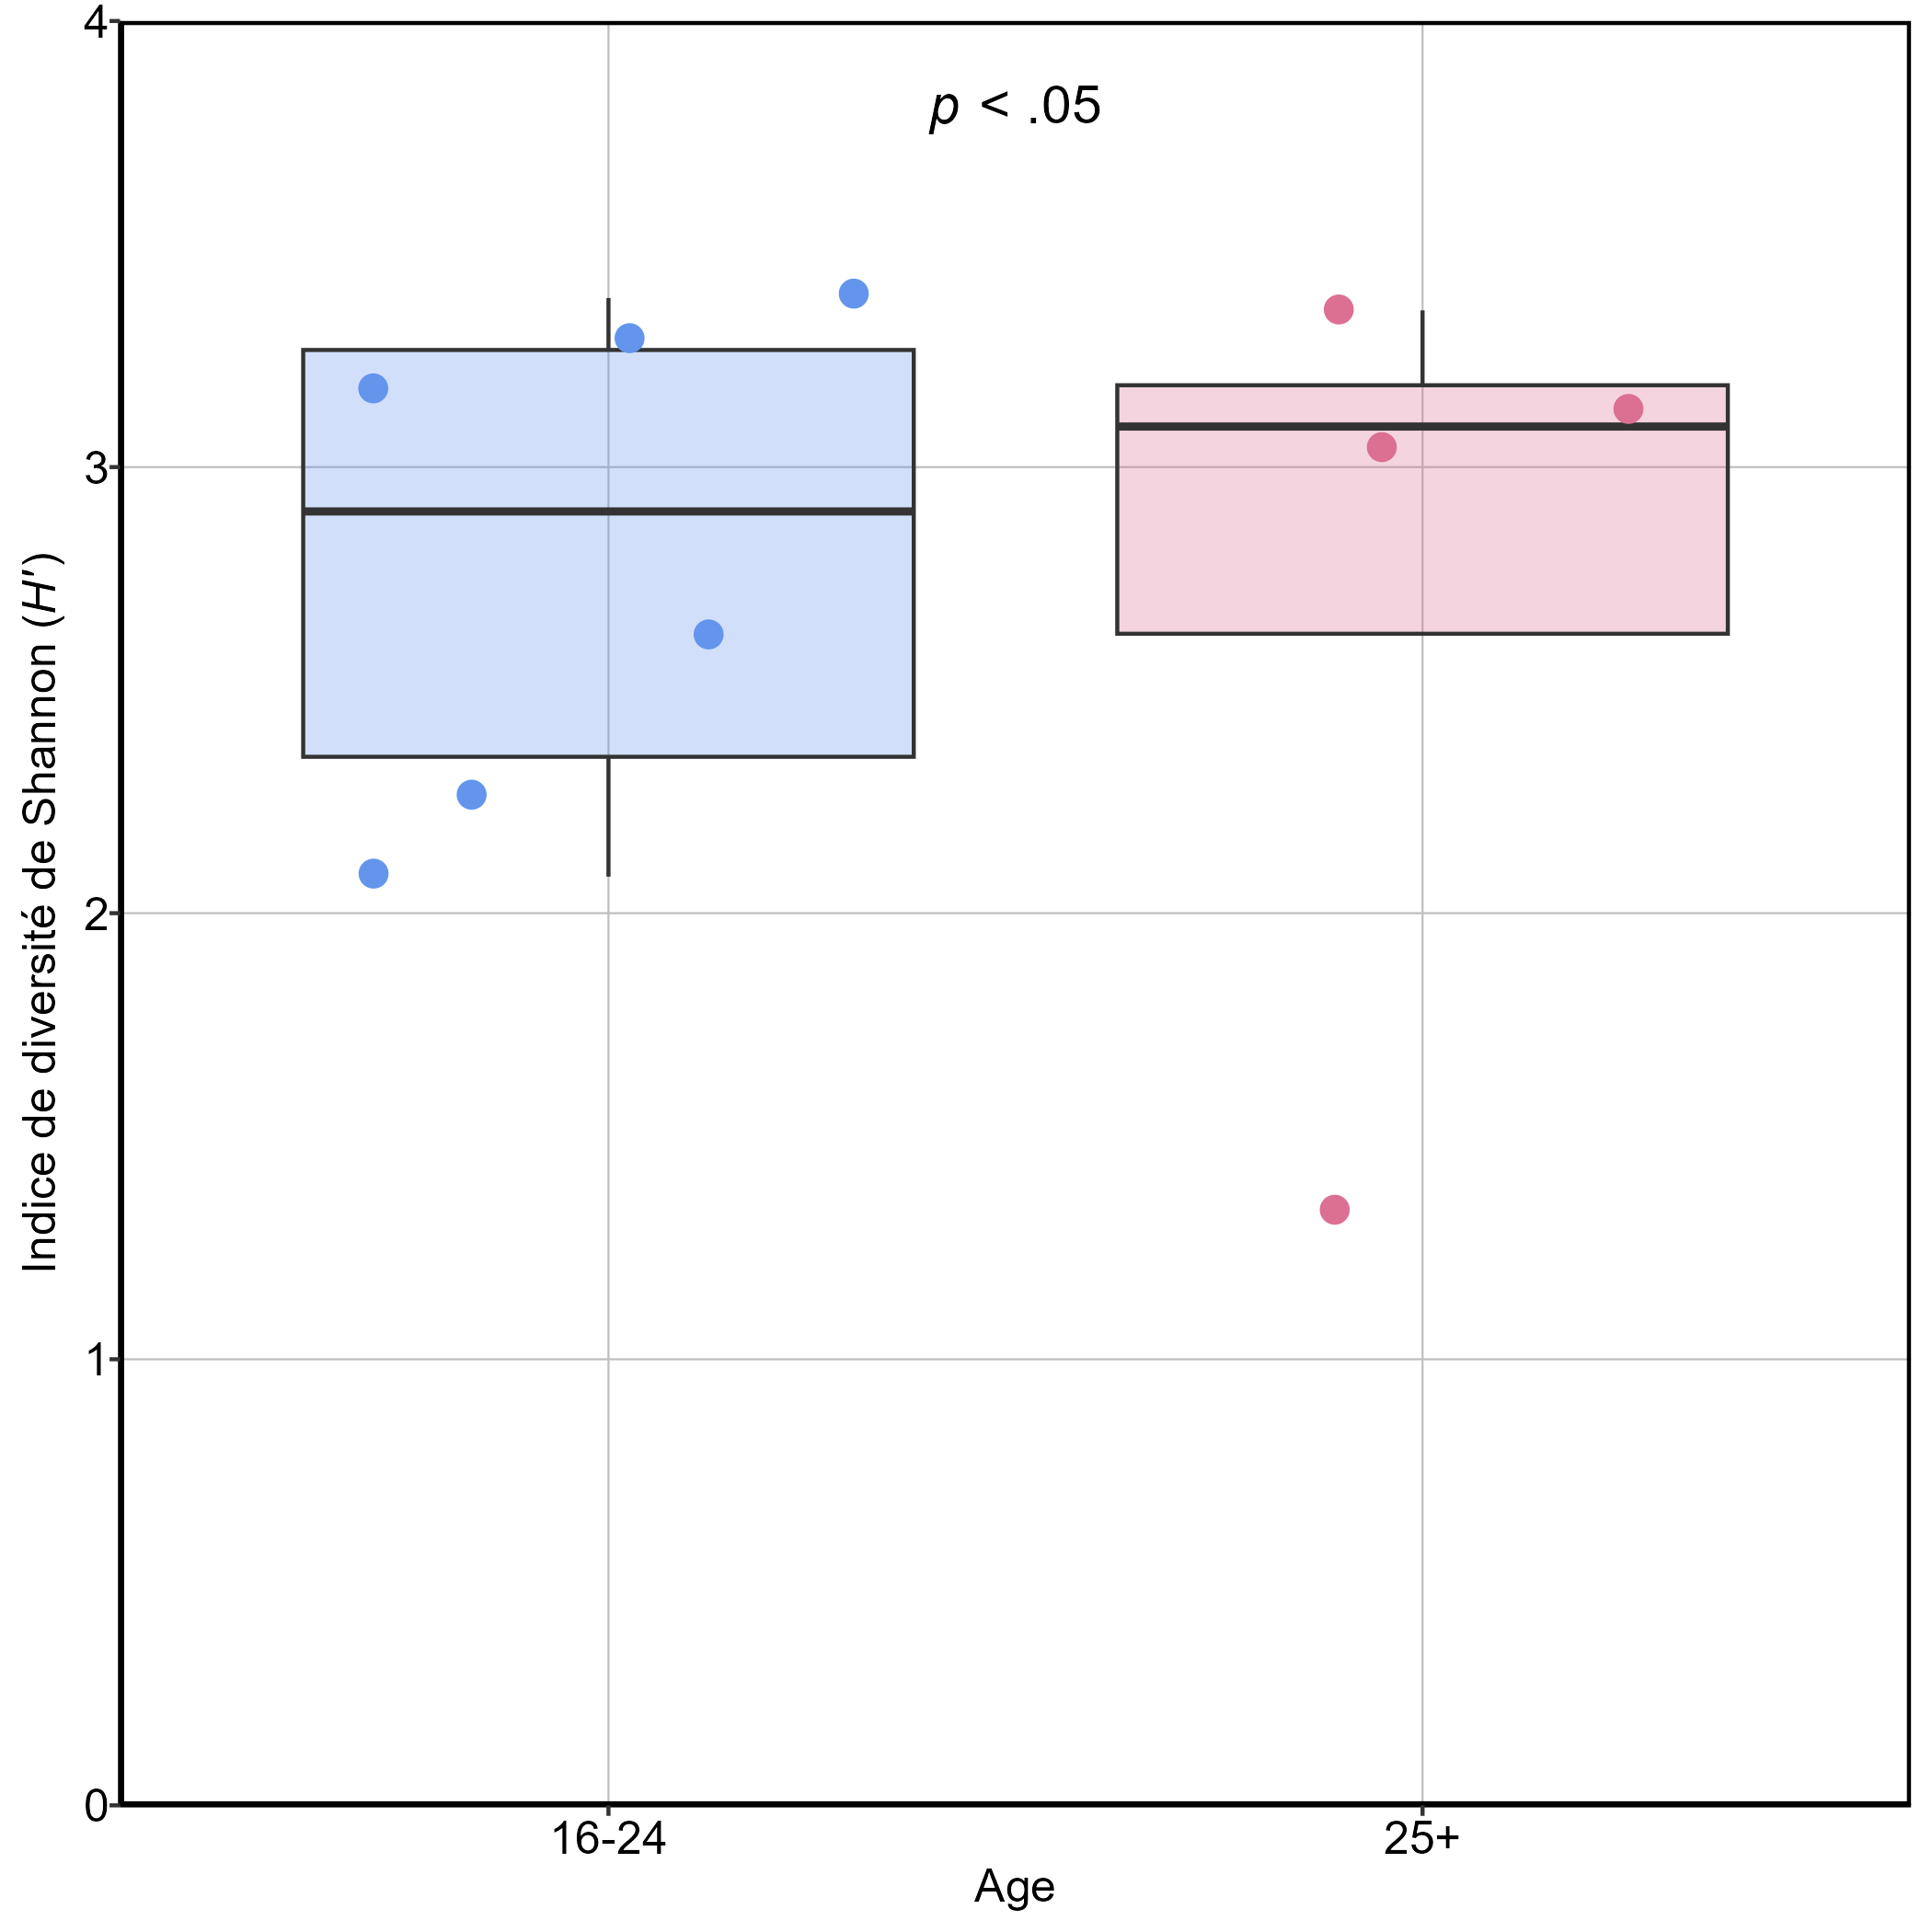 p < .05
Indice de diversité de Shannon (H')
4
3
2
1
0
16-24
25+
Age